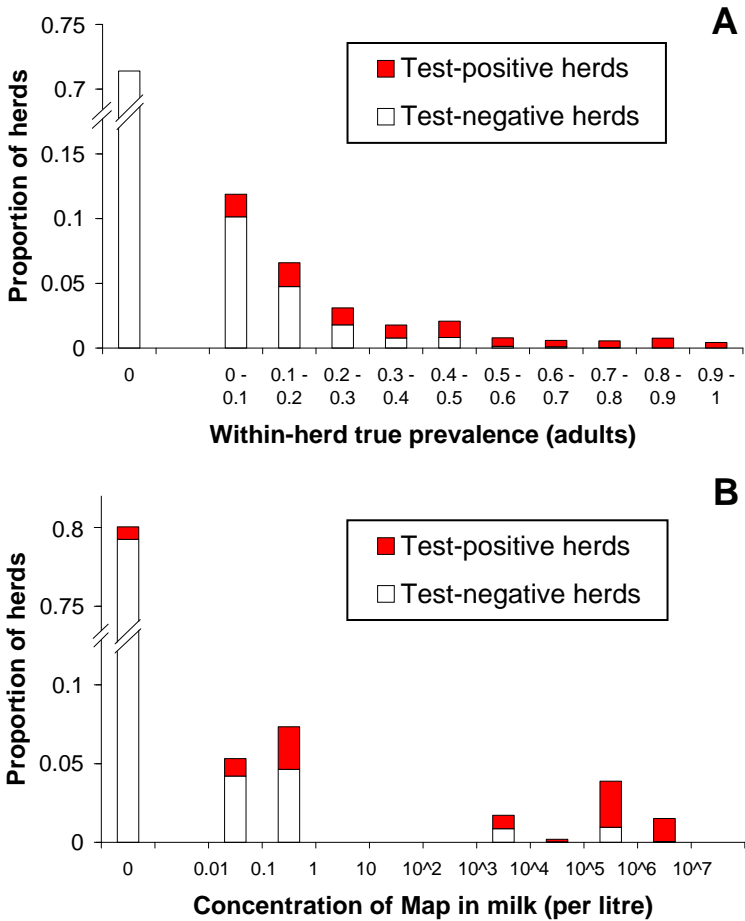 A
Proportion of herds
0.75
0.7
0.15
0.1
0.05
0
Test-positive herds
Test-negative herds
0 0 - 0.1 - 0.2 - 0.3 - 0.4 - 0.5 - 0.6 - 0.7 - 0.8 - 0.9 -
0.1 0.2 0.3 0.4 0.5 0.6 0.7 0.8 0.9 1
Within-herd true prevalence (adults)
B
Proportion of herds
0.8
0.75
0.1
0.05
0
Test-positive herds
Test-negative herds
0 0.01 0.1 1 10 10^2 10^3 10^4 10^5 10^6 10^7
Concentration of Map in milk (per litre)